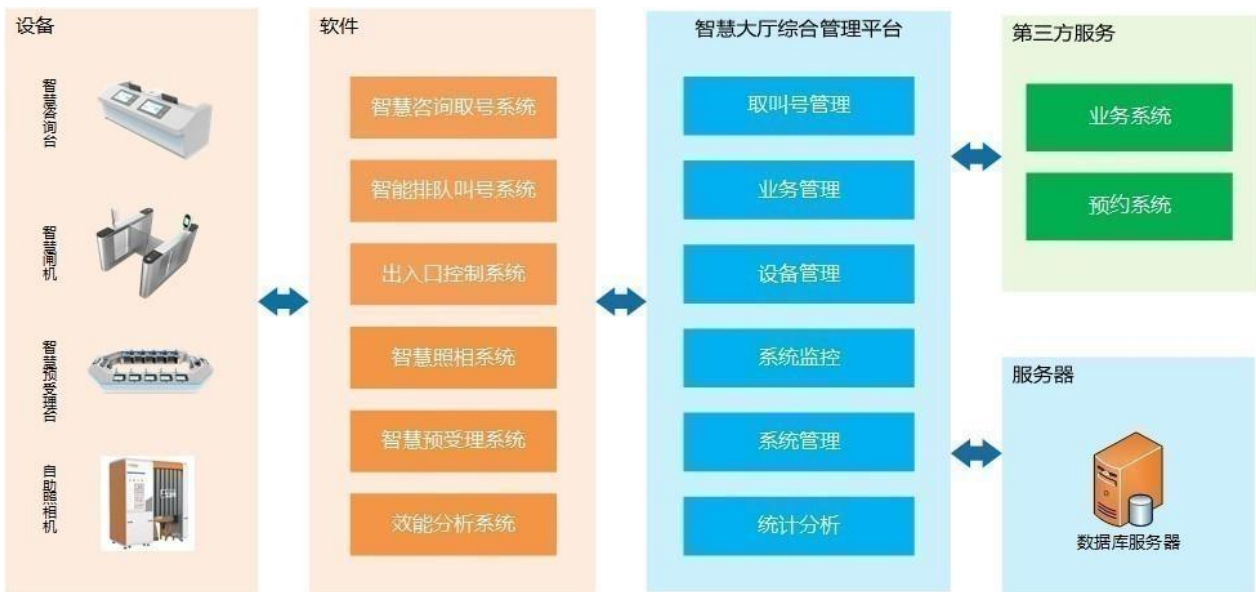 设备
智慧咨询台
智慧闸机
智慧预受理台
自助照相机
软件
智慧咨询取号系统
智能排队叫号系统
出入口控制系统
智慧照相系统
智慧预受理系统
效能分析系统
智慧大厅综合管理平台
取叫号管理
业务管理
设备管理
系统监控
系统管理
统计分析
第三方服务
业务系统
预约系统
服务器
数据库服务器